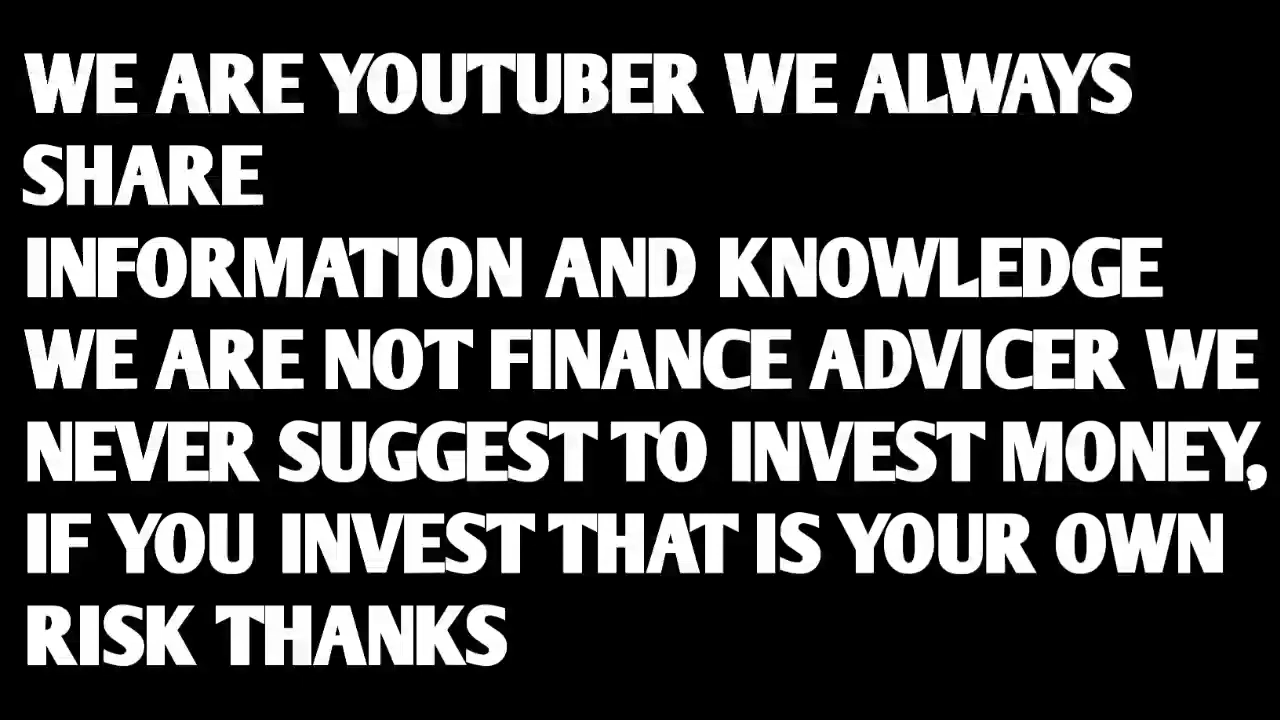 WE ARE YOUTUBER WE ALWAYS
SHARE
INFORMATION AND KNOWLEDGE
WE ARE NOT FINANCE ADVICER WE
NEVER SUGGEST TO INVEST MONEY,
IF YOU INVEST THAT IS YOUR OWN
RISK THANKS